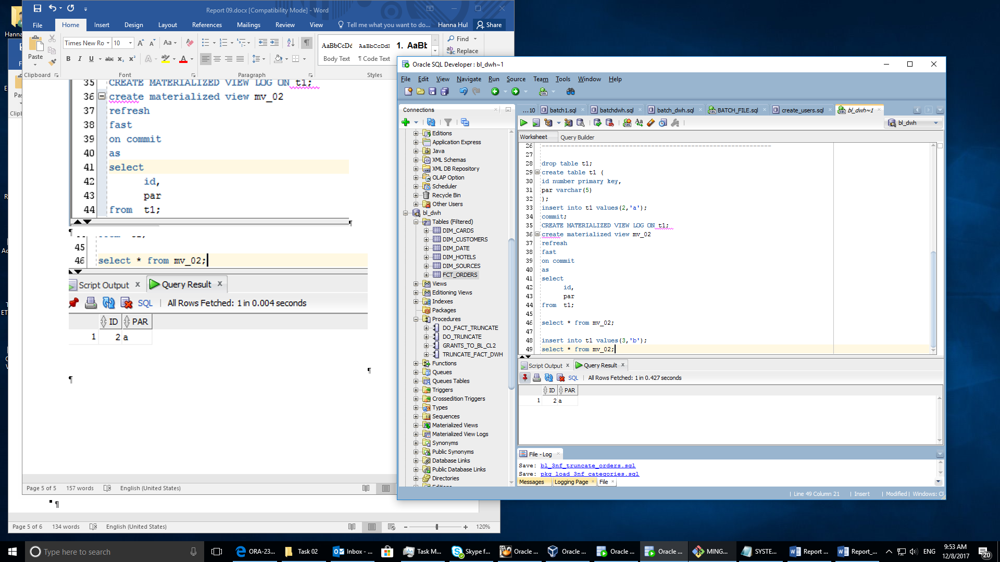 Report 09.docx [Compatibility Mode] - Word
File Home Insert Design Layout References Mailings Review View Tell me what you want to do... Hanna Hul Share
Paste
Times New Ro 10
Find
Replace
AaBbCcDd AaBbCcDdE 1. AaBb
Body Text ¶ Code Text
Clipboard Font Paragraph Styles
35 CREATE MATERIALIZED VIEW LOG ON t1;
36 create materialized view mv_02
37 refresh
38 fast
39 on commit
40 as
41 select
42 id,
43 par
44 from t1;
45
46 select * from mv_02;
Script Output x Query Result x
SQL | All Rows Fetched: 1 in 0.004 seconds
ID PAR
1 2 a
Page 5 of 5 157 words English (United States)
Page 5 of 6 134 words English (United States) 120%
Oracle SQL Developer : bl_dwh~1
File Edit View Navigate Run Source Team Tools Window Help
Connections
Editions
Application Express
Java
XML Schemas
XML DB Repository
OLAP Option
Scheduler
Recycle Bin
Other Users
bl_dwh
Tables (Filtered)
DIM_CARDS
DIM_CUSTOMERS
DIM_DATE
DIM_HOTELS
DIM_SOURCES
FCT_ORDERS
Views
Editioning Views
Indexes
Packages
Procedures
DO_FACT_TRUNCATE
DO_TRUNCATE
GRANTS_TO_BL_CL2
TRUNCATE_FACT_DWH
Functions
Queues
Queues Tables
Triggers
Crossedition Triggers
Types
Sequences
Materialized Views
Materialized View Logs
Synonyms
Public Synonyms
Database Links
Public Database Links
Directories
...10 batch1.sql batchdwh.sql batch_dwh.sql BATCH_FILE.sql create_users.sql bl_dwh~1
bl_dwh
Worksheet Query Builder
26 ---------------------------------------------------------------
27
28 drop table t1;
29 create table t1 (
30 id number primary key,
31 par varchar(5)
32 );
33 insert into t1 values(2,'a');
34 commit;
35 CREATE MATERIALIZED VIEW LOG ON t1;
36 create materialized view mv_02
37 refresh
38 fast
39 on commit
40 as
41 select
42 id,
43 par
44 from t1;
45
46 select * from mv_02;
47
48 insert into t1 values(3,'b');
49 select * from mv_02;
Script Output x Query Result x
SQL | All Rows Fetched: 1 in 0.427 seconds
ID PAR
1 2 a
File - Log
Save: bl_3nf_truncate_orders.sql
Save: pkg_load_3nf_categories.sql
Messages Logging Page File
Line 49 Column 21 | Insert | Modified | Windows: CF
Type here to search
ORA-23... Task 02 Inbox - ... Task M... Skype f... Oracle ... Oracle ... Oracle ... Oracle ... MING... SYSTE... Report ... Report_...
ENG 9:53 AM
12/8/2017 20